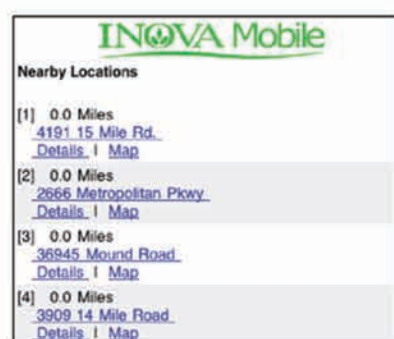 INOVA Mobile
Nearby Locations
[1] 0.0 Miles
4191 15 Mile Rd.
Details | Map
[2] 0.0 Miles
2666 Metropolitan Pkwy
Details | Map
[3] 0.0 Miles
36945 Mound Road
Details | Map
[4] 0.0 Miles
3909 14 Mile Road
Details | Map